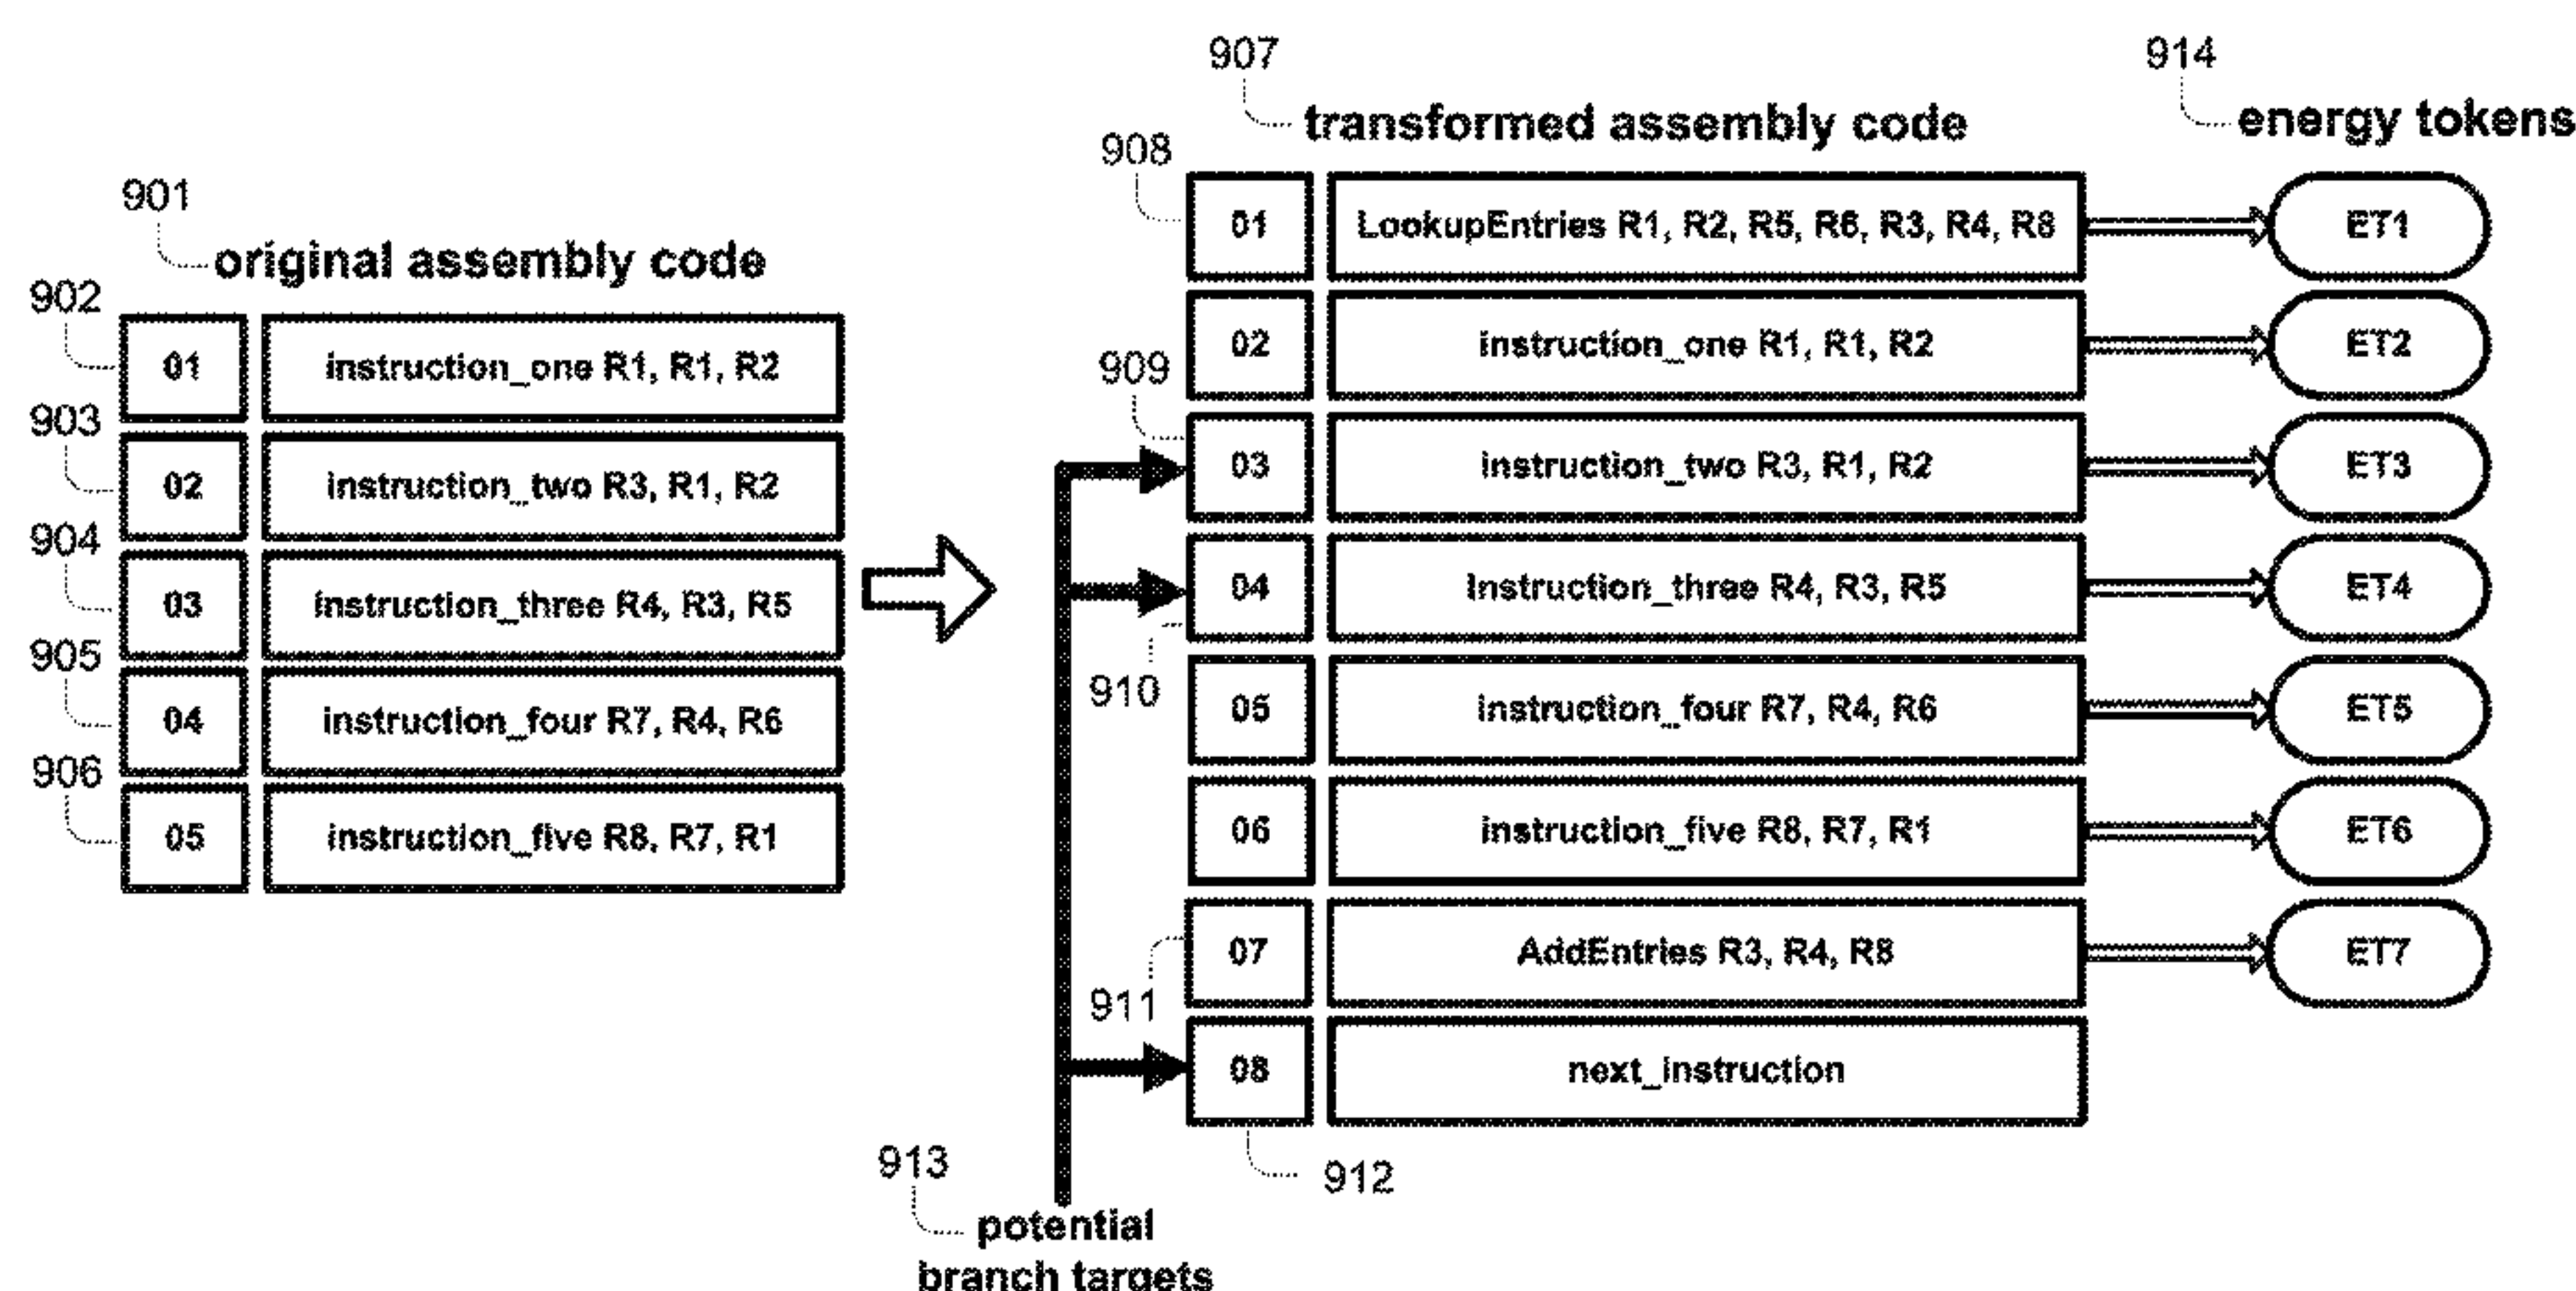 907
914
transformed assembly code
energy tokens
908
01
LookupEntries R1, R2, R5, R6, R3, R4, R8
ET1
901
original assembly code
902
01
instruction_one R1, R1, R2
903
02
instruction_two R3, R1, R2
904
03
instruction_three R4, R3, R5
905
04
instruction_four R7, R4, R6
906
05
instruction_five R8, R7, R1
02
instruction_one R1, R1, R2
ET2
909
03
instruction_two R3, R1, R2
ET3
04
Instruction_three R4, R3, R5
ET4
910
05
instruction_four R7, R4, R6
ET5
06
instruction_five R8, R7, R1
ET6
07
AddEntries R3, R4, R8
ET7
911
08
next_instruction
912
913
potential
branch targets